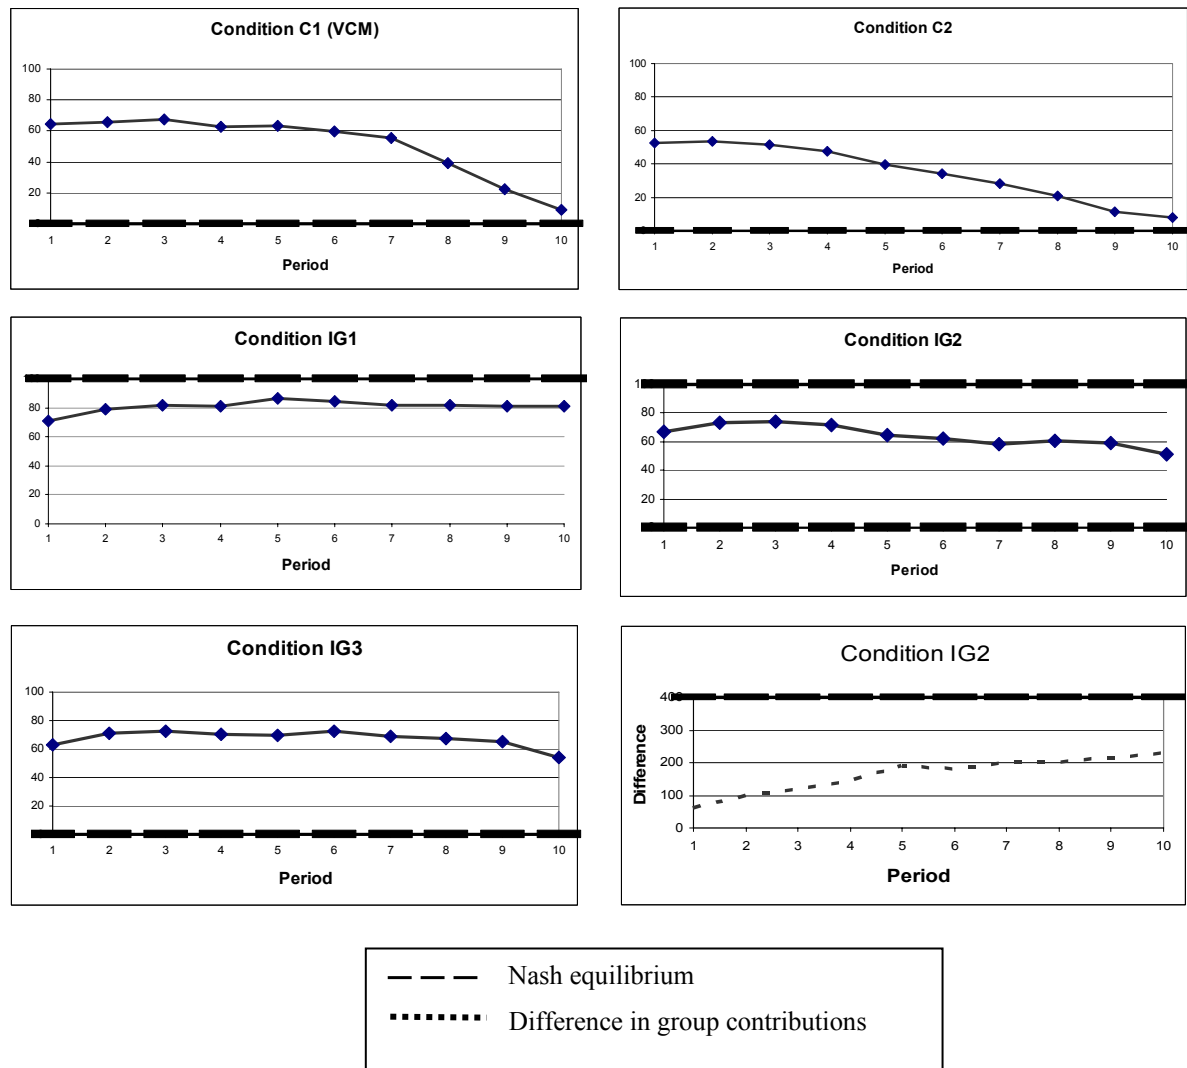 Condition C1 (VCM)
100
80
60
40
20
1 2 3 4 5 6 7 8 9 10
Period
Condition C2
100
80
60
40
20
1 2 3 4 5 6 7 8 9 10
Period
Condition IG1
80
60
40
20
0
1 2 3 4 5 6 7 8 9 10
Period
Condition IG2
80
60
40
20
1 2 3 4 5 6 7 8 9 10
Period
Condition IG3
100
80
60
40
20
1 2 3 4 5 6 7 8 9 10
Period
Condition IG2
Difference
400
300
200
100
0
1 2 3 4 5 6 7 8 9 10
Period
Nash equilibrium
Difference in group contributions